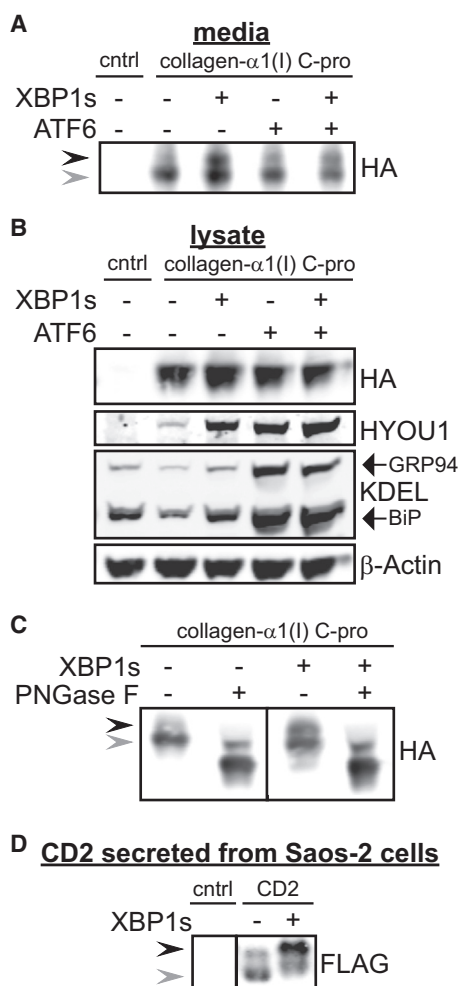 A
media
cntrl collagen-α1(I) C-pro
XBP1s - - + - +
ATF6 - - - + +
HA
B
lysate
cntrl collagen-α1(I) C-pro
XBP1s - - + - +
ATF6 - - - + +
HA
HYOU1
GRP94
KDEL
BiP
β-Actin
C
collagen-α1(I) C-pro
XBP1s - - + +
PNGase F - + - +
HA
D CD2 secreted from Saos-2 cells
cntrl CD2
XBP1s - +
FLAG